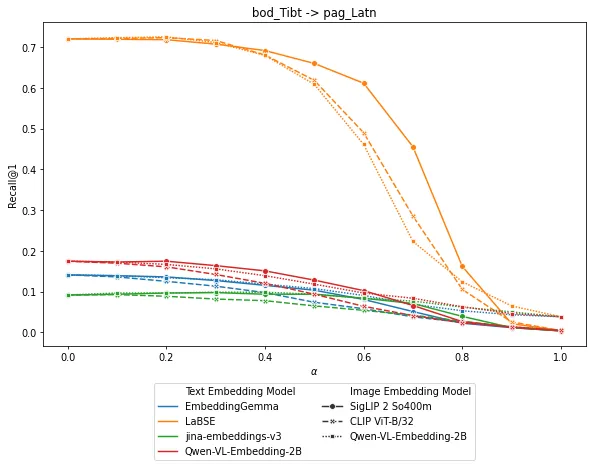 bod_Tibt -> pag_Latn
Recall@1
0.7
0.6
0.5
0.4
0.3
0.2
0.1
0.0
0.0 0.2 0.4 0.6 0.8 1.0
α
Text Embedding Model Image Embedding Model
EmbeddingGemma SigLIP 2 So400m
LaBSE CLIP ViT-B/32
jina-embeddings-v3 Qwen-VL-Embedding-2B
Qwen-VL-Embedding-2B